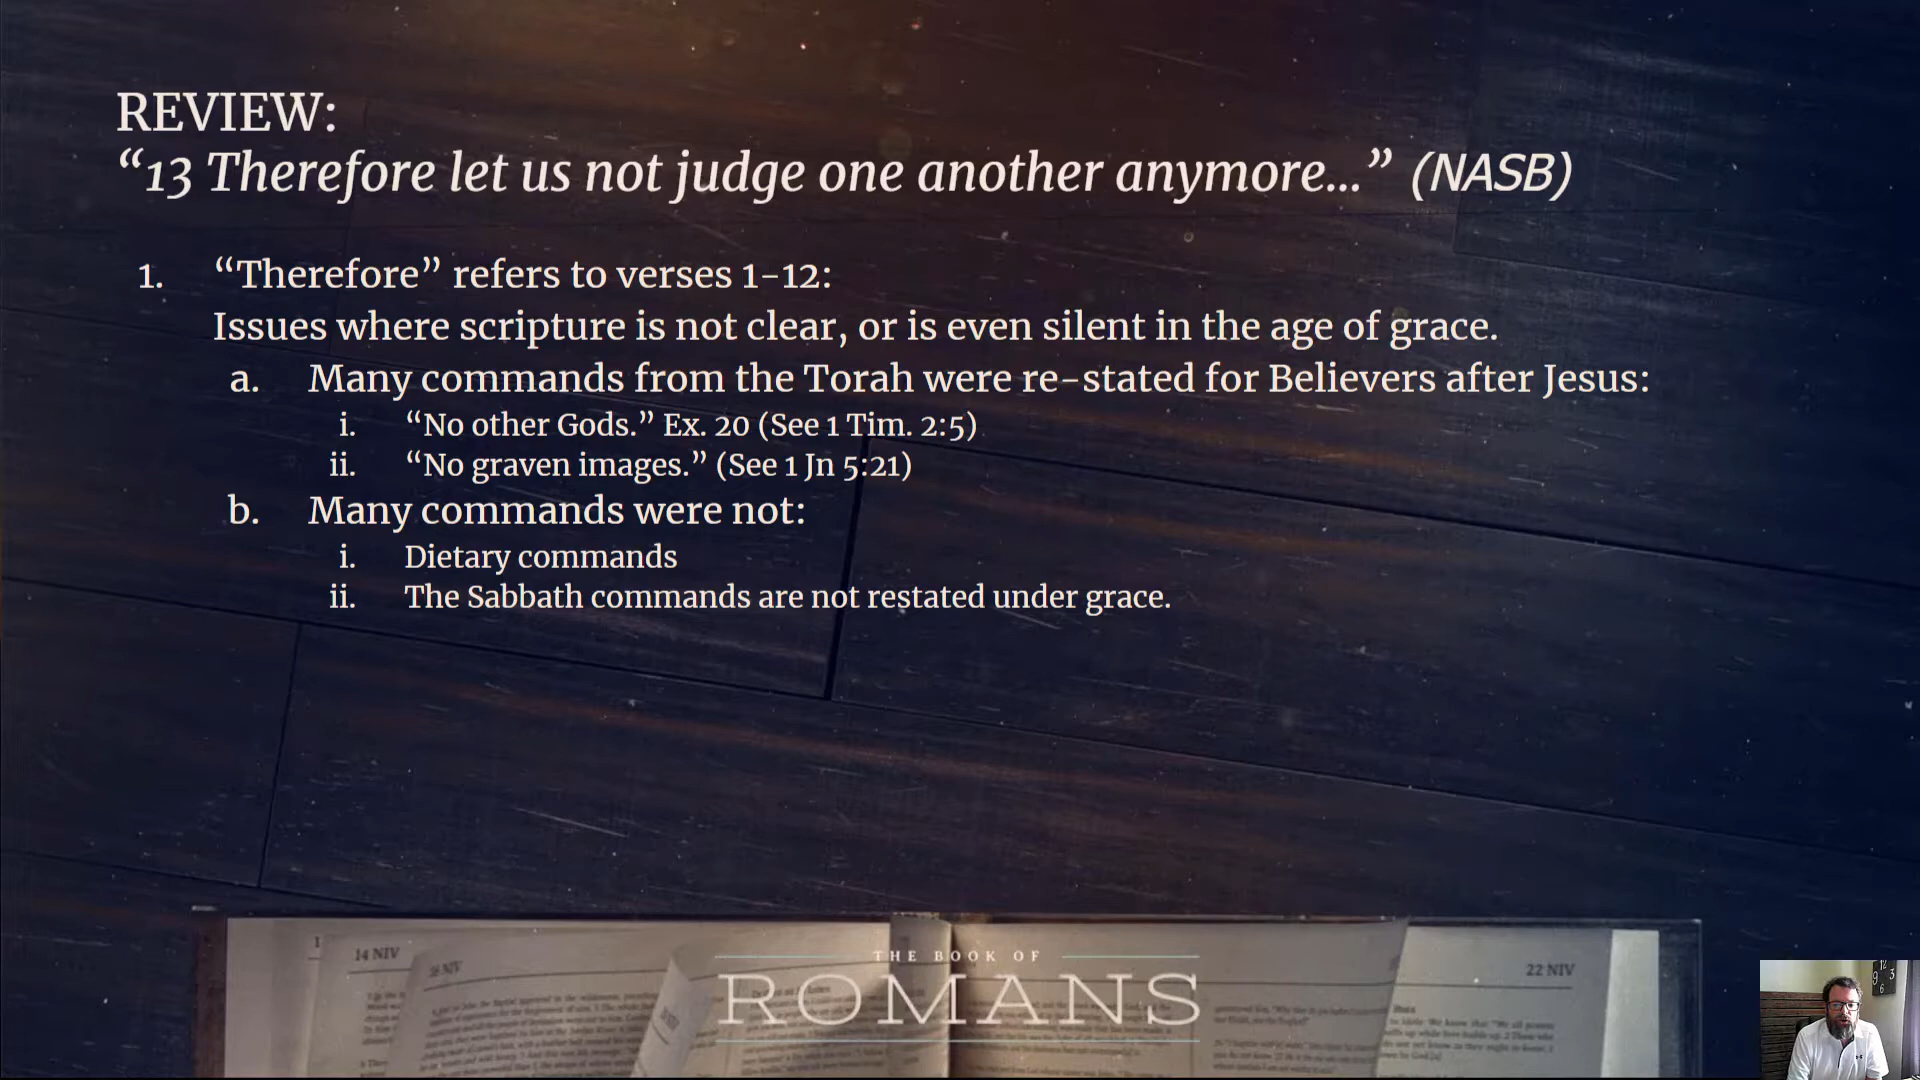 REVIEW:
“13 Therefore let us not judge one another anymore...” (NASB)
1. “Therefore” refers to verses 1-12:
Issues where scripture is not clear, or is even silent in the age of grace.
a. Many commands from the Torah were re-stated for Believers after Jesus:
i. “No other Gods.” Ex. 20 (See 1 Tim. 2:5)
ii. “No graven images.” (See 1 Jn 5:21)
b. Many commands were not:
i. Dietary commands
ii. The Sabbath commands are not restated under grace.
14 NIV
22 NIV
THE BOOK OF
ROMANS
12
9 3
6